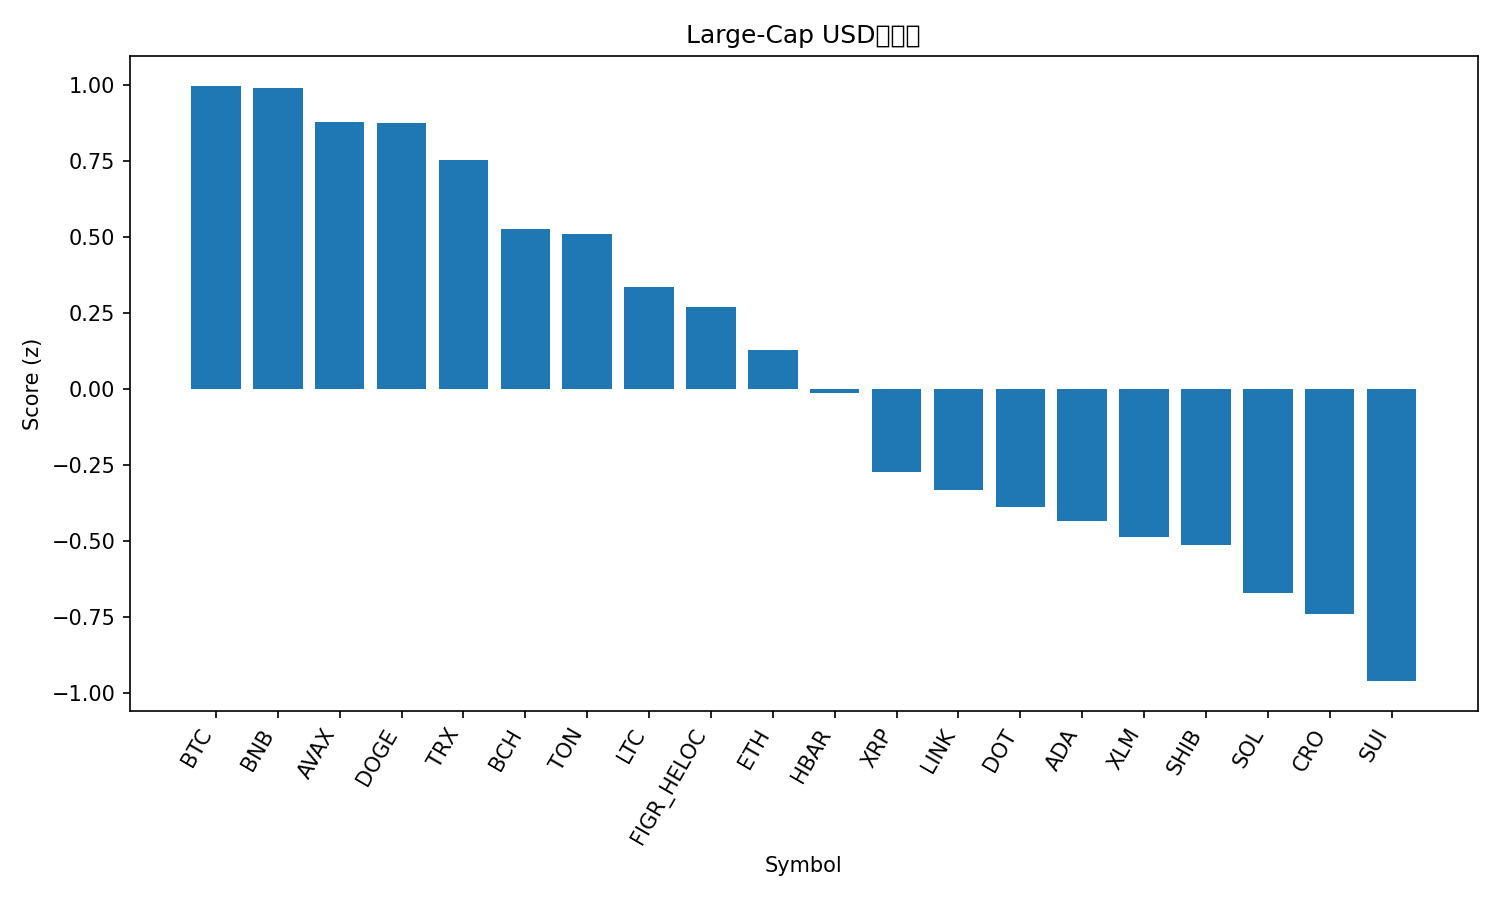 Large-Cap USD
Score (z)
1.00
0.75
0.50
0.25
0.00
−0.25
−0.50
−0.75
−1.00
BTC
BNB
AVAX
DOGE
TRX
BCH
TON
LTC
FIGR_HELOC
ETH
HBAR
XRP
LINK
DOT
ADA
XLM
SHIB
SOL
CRO
SUI
Symbol